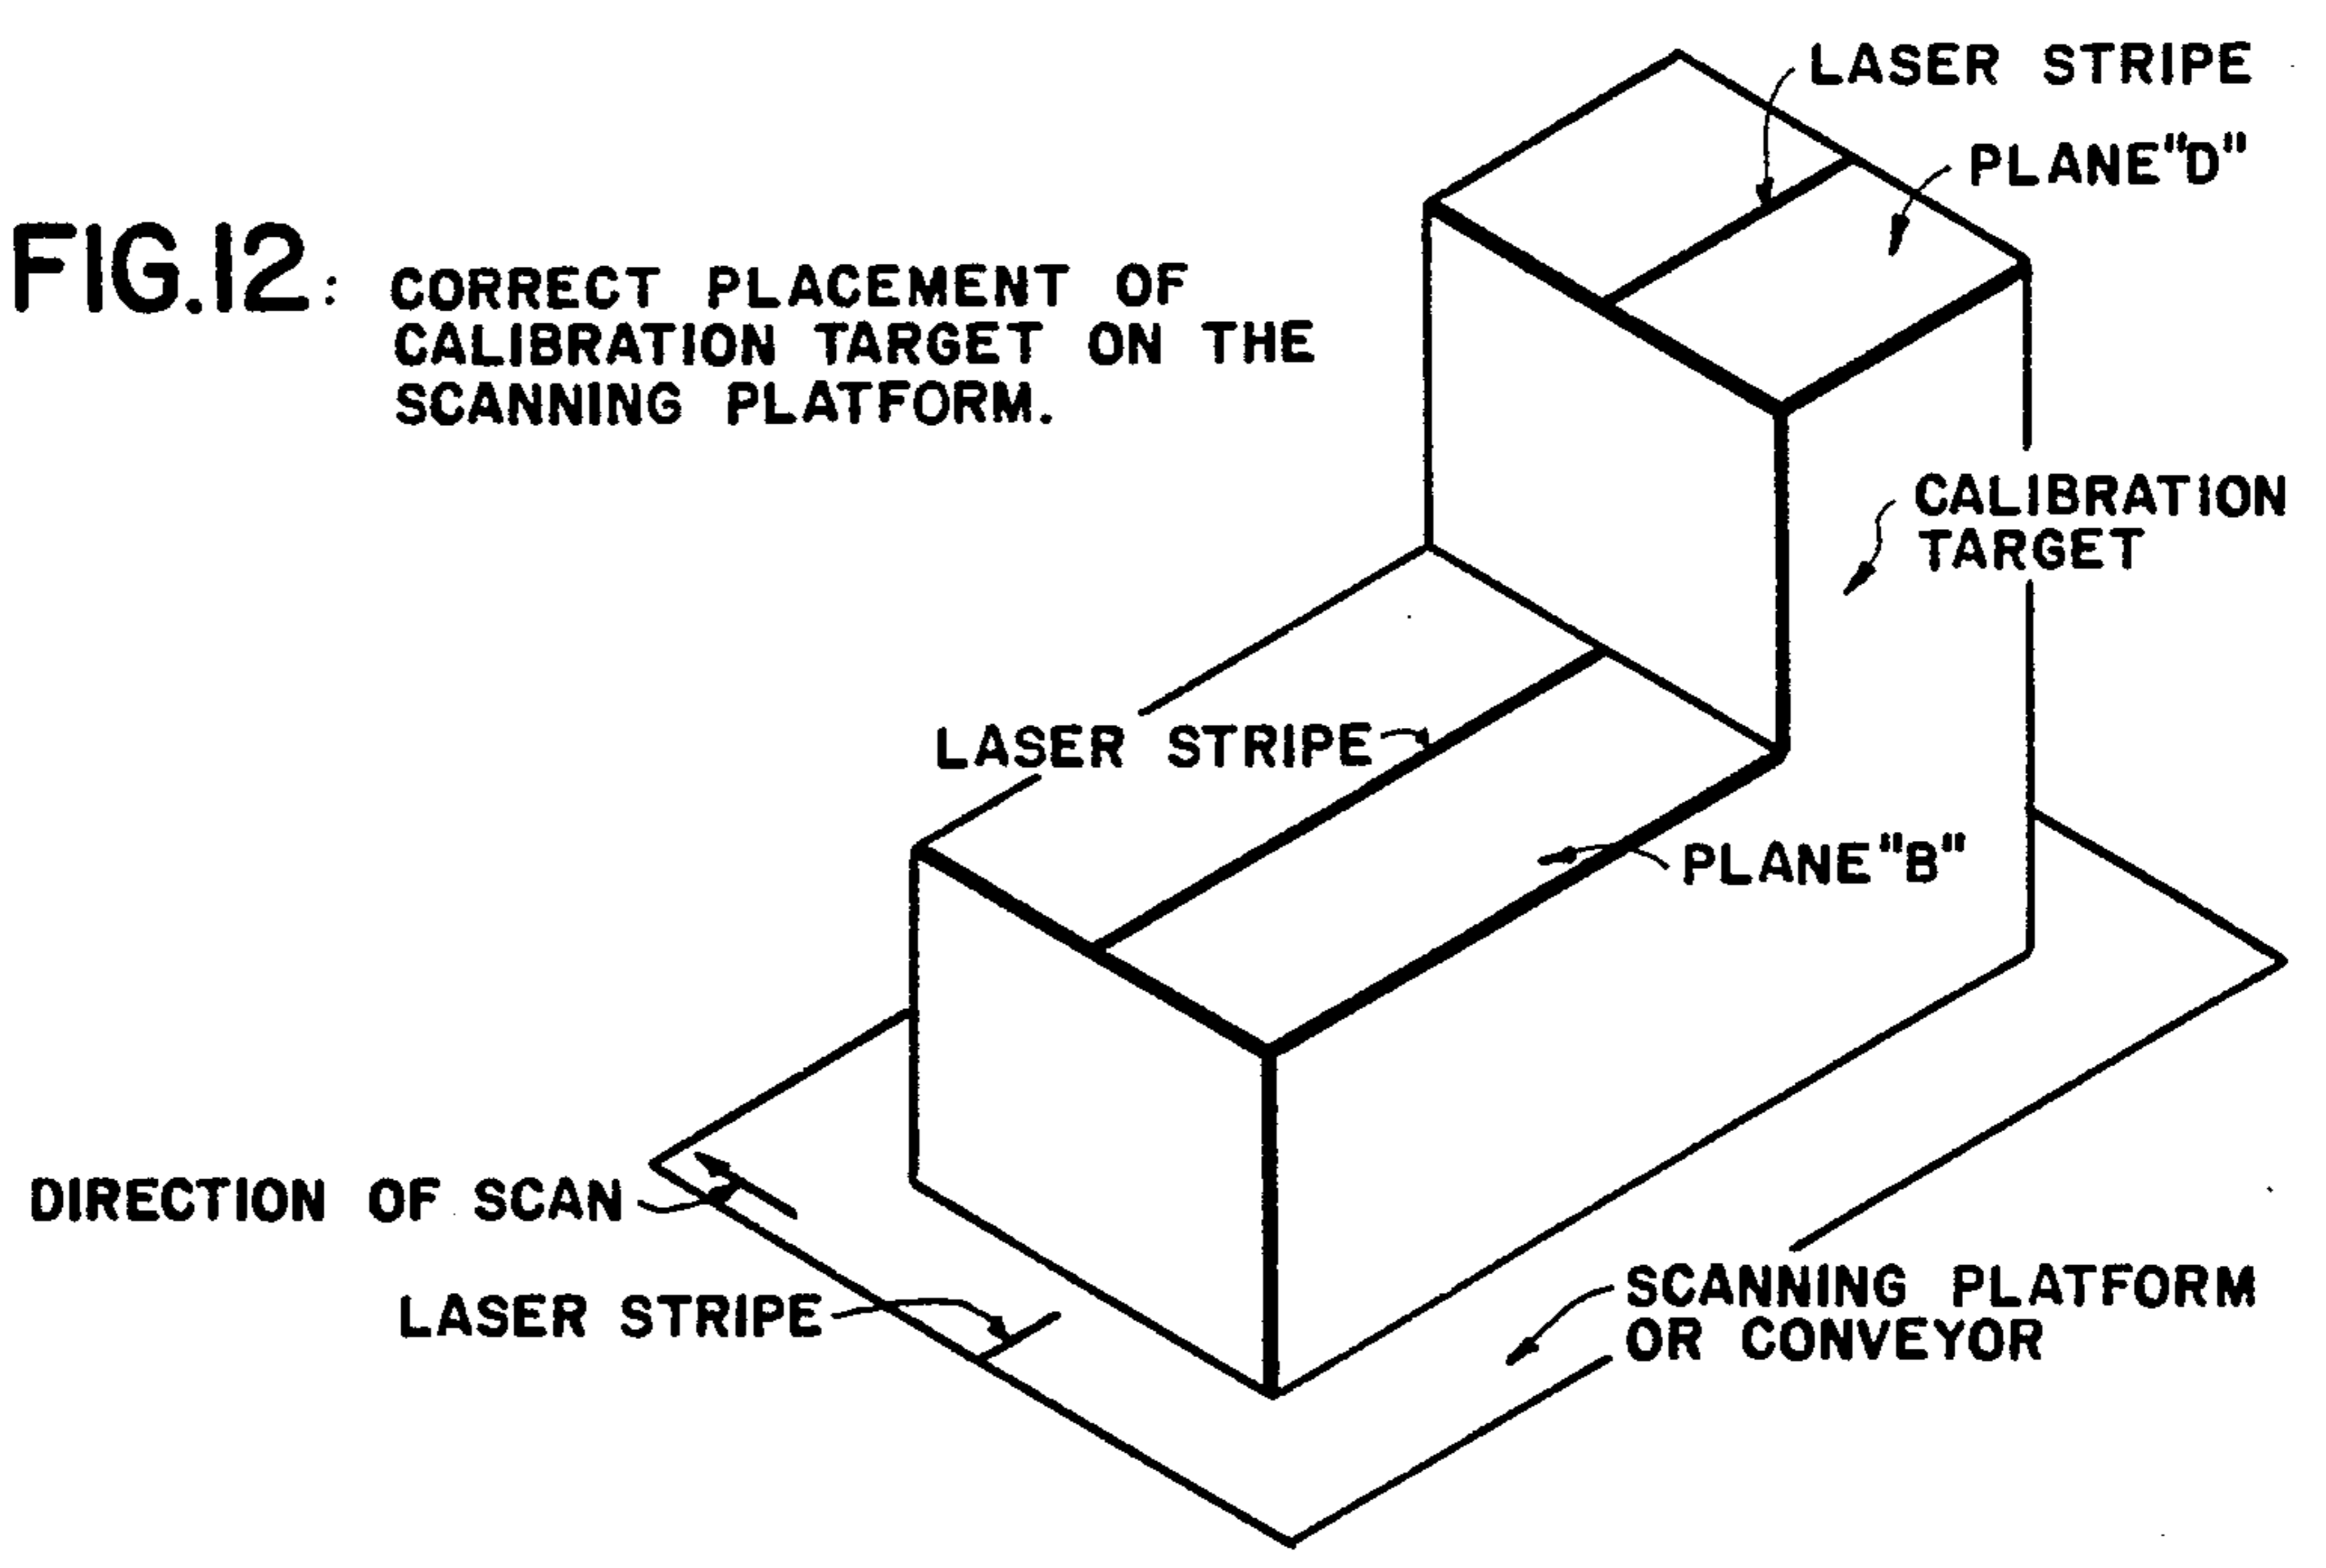 FIG.12: CORRECT PLACEMENT OF
CALIBRATION TARGET ON THE
SCANNING PLATFORM.
LASER STRIPE
PLANE"D"
CALIBRATION
TARGET
LASER STRIPE
PLANE"B"
DIRECTION OF SCAN
LASER STRIPE
SCANNING PLATFORM
OR CONVEYOR